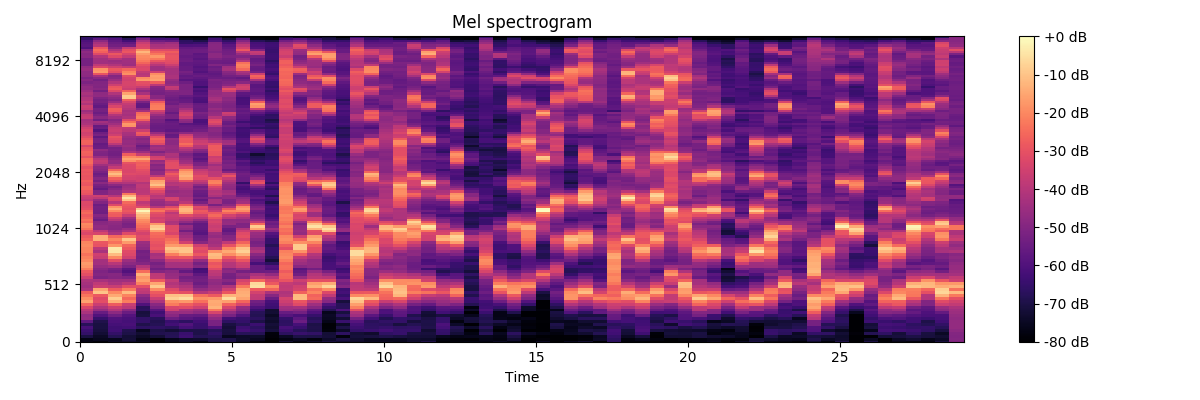 Mel spectrogram
8192
4096
2048
1024
512
0
Hz
0 5 10 15 20 25
Time
+0 dB
-10 dB
-20 dB
-30 dB
-40 dB
-50 dB
-60 dB
-70 dB
-80 dB